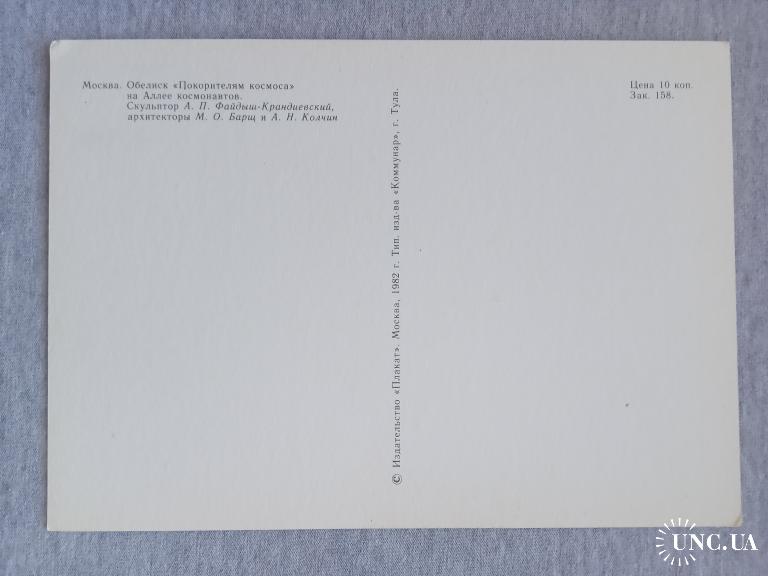 Москва. Обелиск «Покорителям космоса»
на Аллее космонавтов.
Скульптор А. П. Файдыш-Крандиевский,
архитекторы М. О. Барщ и А. Н. Колчин
© Издательство «Плакат». Москва, 1982 г. Тип. изд-ва «Коммунар», г. Тула.
Цена 10 коп.
Зак. 158.
UNC.UA